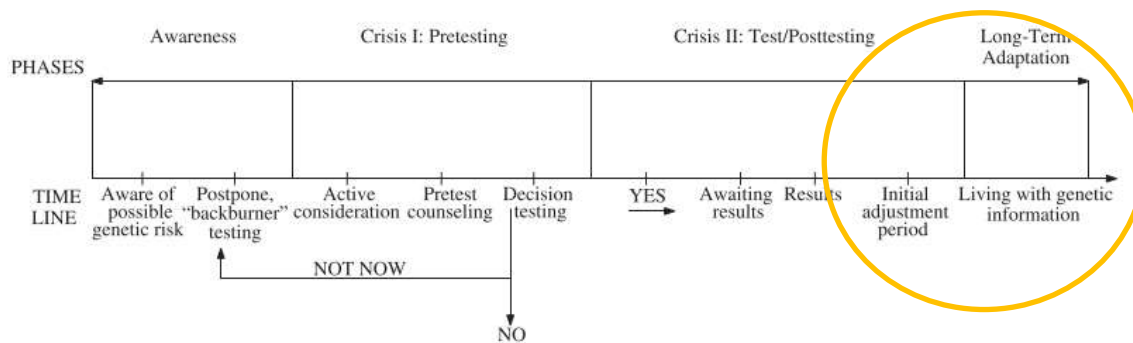 Awareness
Crisis I: Pretesting
Crisis II: Test/Posttesting
Long-Term
Adaptation
PHASES
TIME
LINE
Aware of
possible
genetic risk
Postpone,
“backburner”
testing
Active
consideration
Pretest
counseling
Decision
testing
YES
Awaiting
results
Results
Initial
adjustment
period
Living with genetic
information
NOT NOW
NO